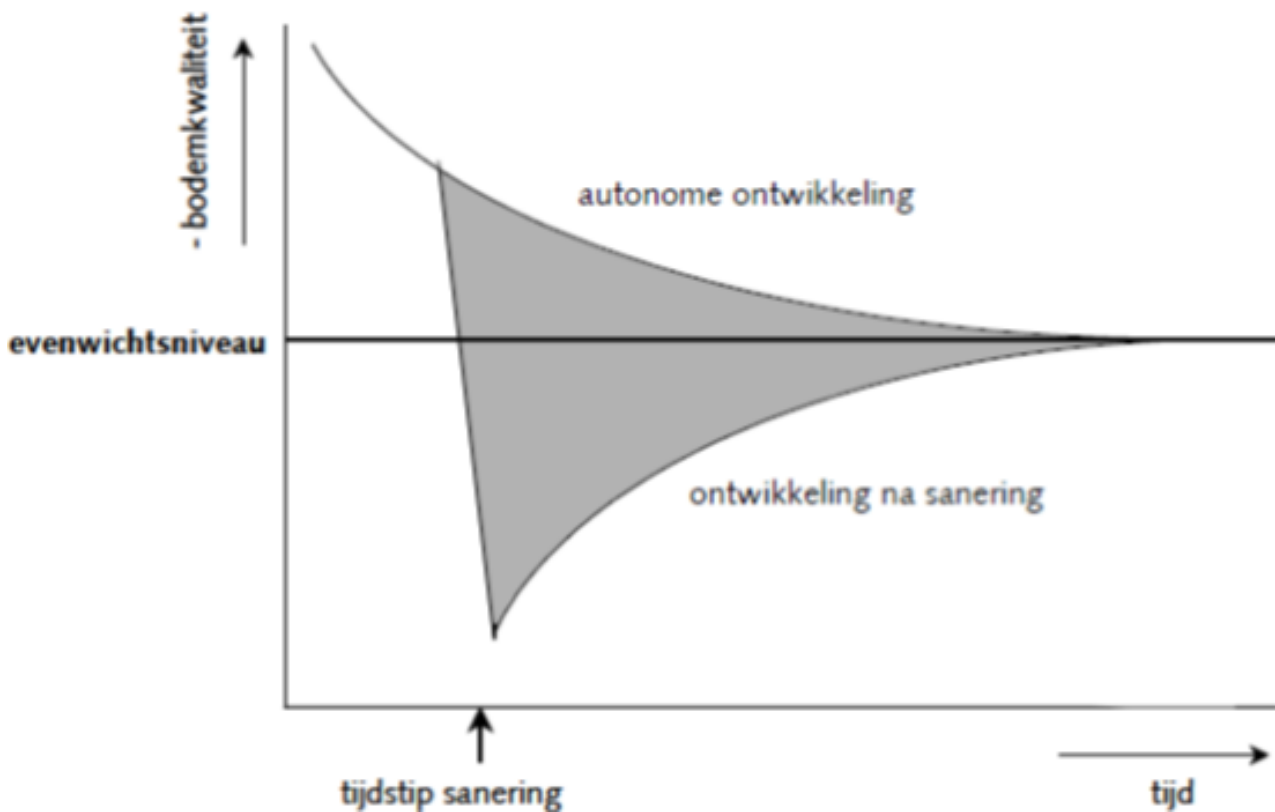 - bodemkwaliteit
autonome ontwikkeling
evenwichtsniveau
ontwikkeling na sanering
tijdstip sanering
tijd